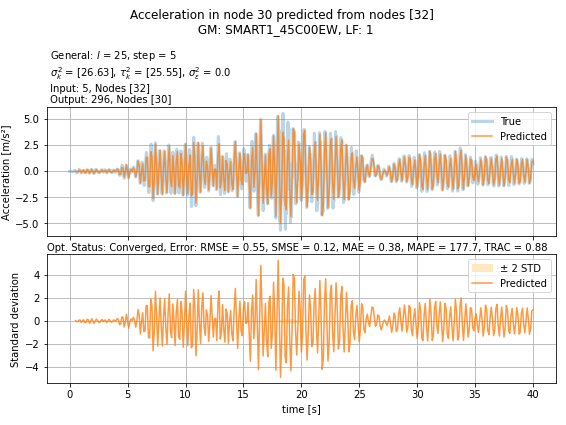 Acceleration in node 30 predicted from nodes [32]
GM: SMART1_45C00EW, LF: 1
General: l = 25, step = 5
σ²ₖ = [26.63], τ²ₖ = [25.55], σ²ε = 0.0
Input: 5, Nodes [32]
Output: 296, Nodes [30]
Acceleration [m/s²]
5.0
2.5
0.0
−2.5
−5.0
True
Predicted
Opt. Status: Converged, Error: RMSE = 0.55, SMSE = 0.12, MAE = 0.38, MAPE = 177.7, TRAC = 0.88
Standard deviation
4
2
0
−2
−4
± 2 STD
Predicted
0 5 10 15 20 25 30 35 40
time [s]